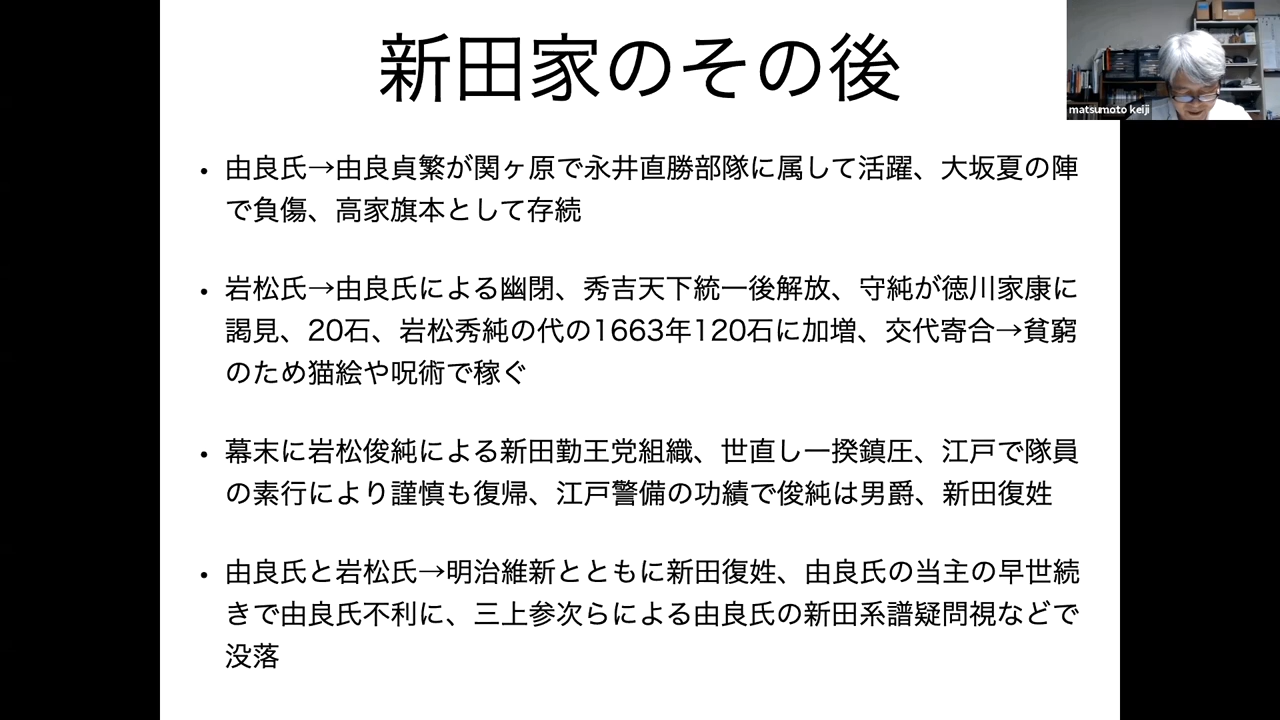 新田家のその後
matsumoto keiji
• 由良氏→由良貞繁が関ヶ原で永井直勝部隊に属して活躍、大坂夏の陣
で負傷、高家旗本として存続
• 岩松氏→由良氏による幽閉、秀吉天下統一後解放、守純が徳川家康に
謁見、20石、岩松秀純の代の1663年120石に加増、交代寄合→貧窮
のため猫絵や呪術で稼ぐ
• 幕末に岩松俊純による新田勤王党組織、世直し一揆鎮圧、江戸で隊員
の素行により謹慎も復帰、江戸警備の功績で俊純は男爵、新田復姓
• 由良氏と岩松氏→明治維新とともに新田復姓、由良氏の当主の早世続
きで由良氏不利に、三上参次らによる由良氏の新田系譜疑問視などで
没落